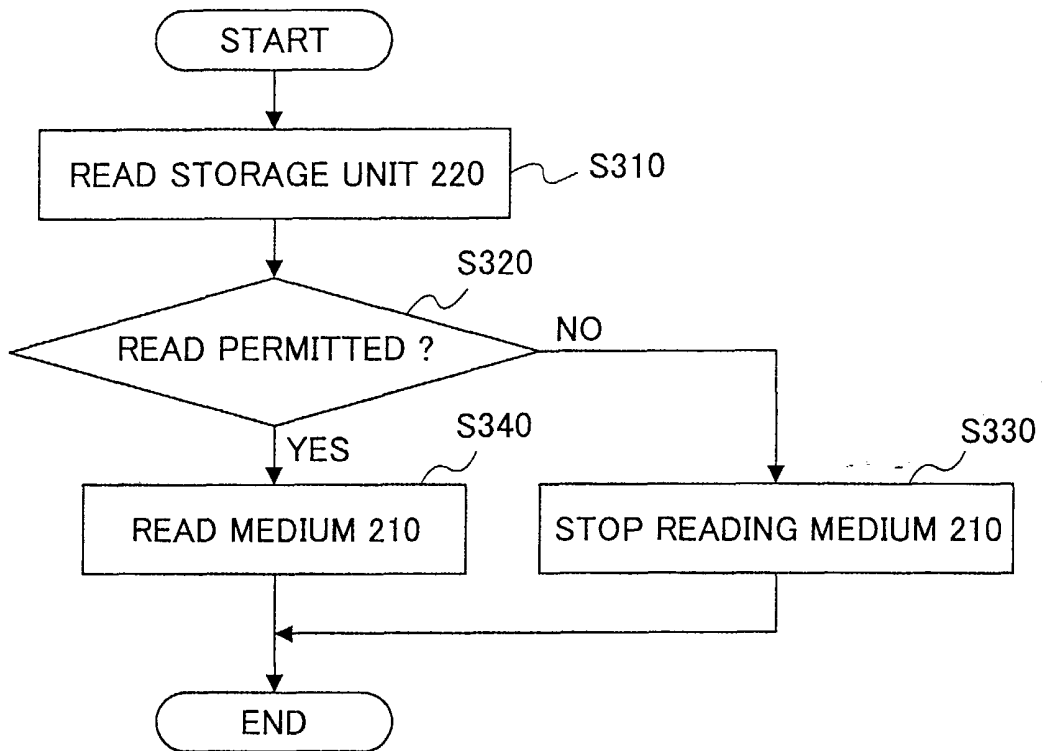 START
READ STORAGE UNIT 220
S310
S320
READ PERMITTED ?
NO
YES
S340
S330
READ MEDIUM 210
STOP READING MEDIUM 210
END